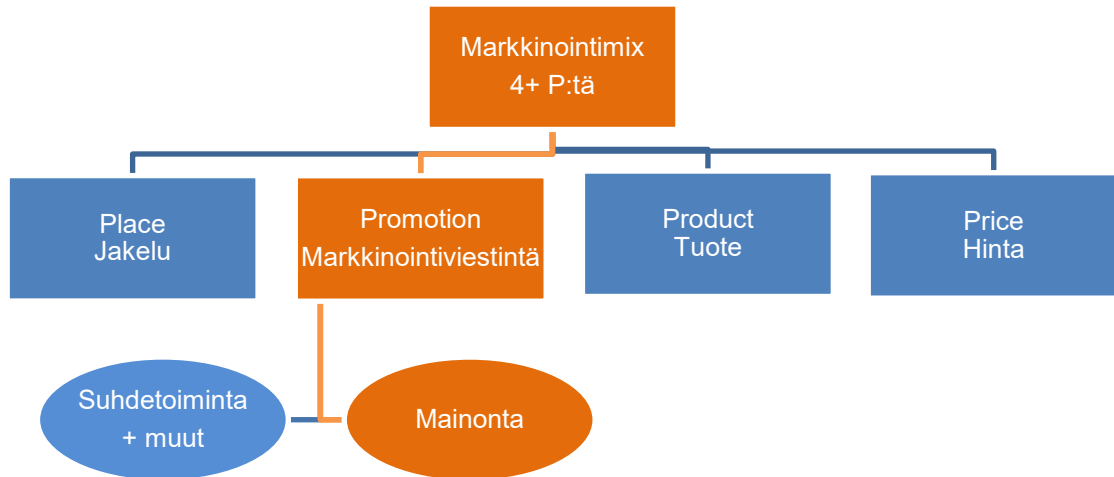 Markkinointimix
4+ P:tä
Place
Jakelu
Promotion
Markkinointiviestintä
Product
Tuote
Price
Hinta
Suhdetoiminta
+ muut
Mainonta